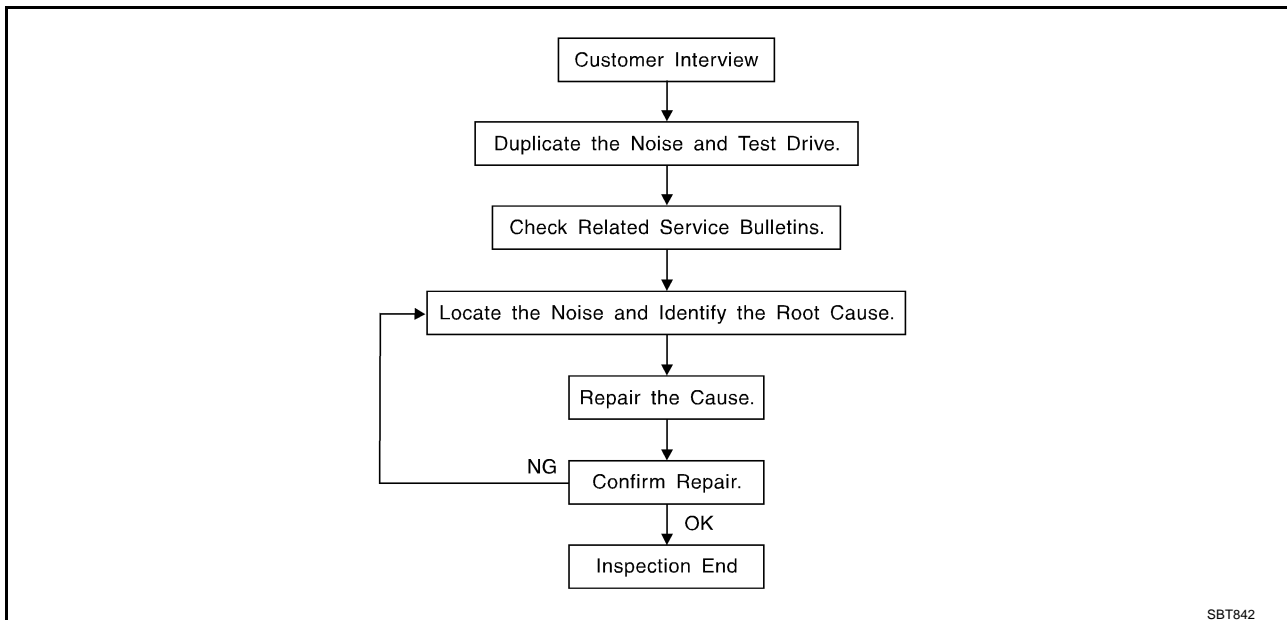 Customer Interview
Duplicate the Noise and Test Drive.
Check Related Service Bulletins.
Locate the Noise and Identify the Root Cause.
Repair the Cause.
NG
Confirm Repair.
OK
Inspection End
SBT842